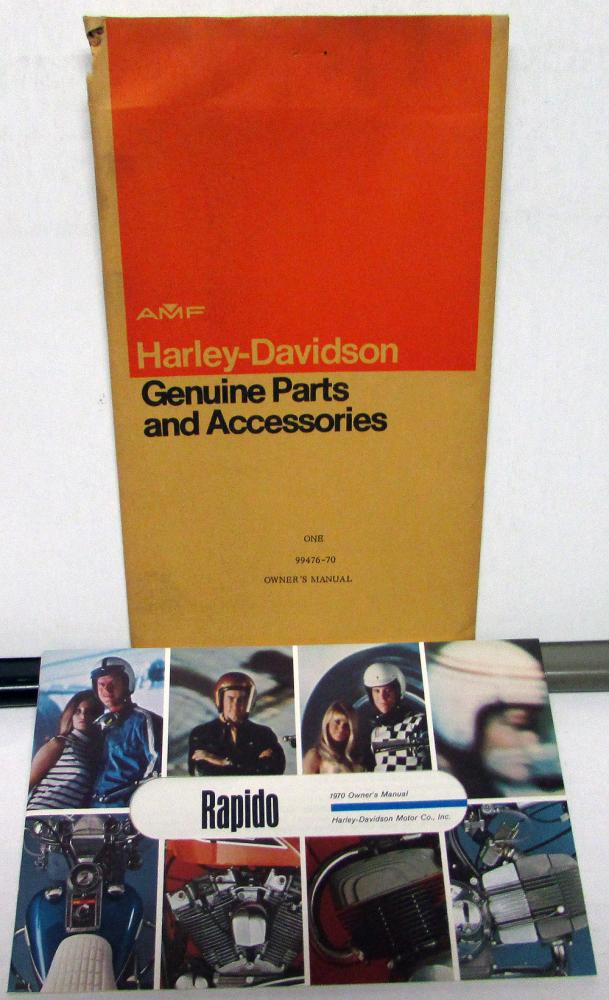 AMF
Harley-Davidson
Genuine Parts
and Accessories
ONE
99476-70
OWNER'S MANUAL
Rapido
1970 Owner's Manual
Harley-Davidson Motor Co., Inc.